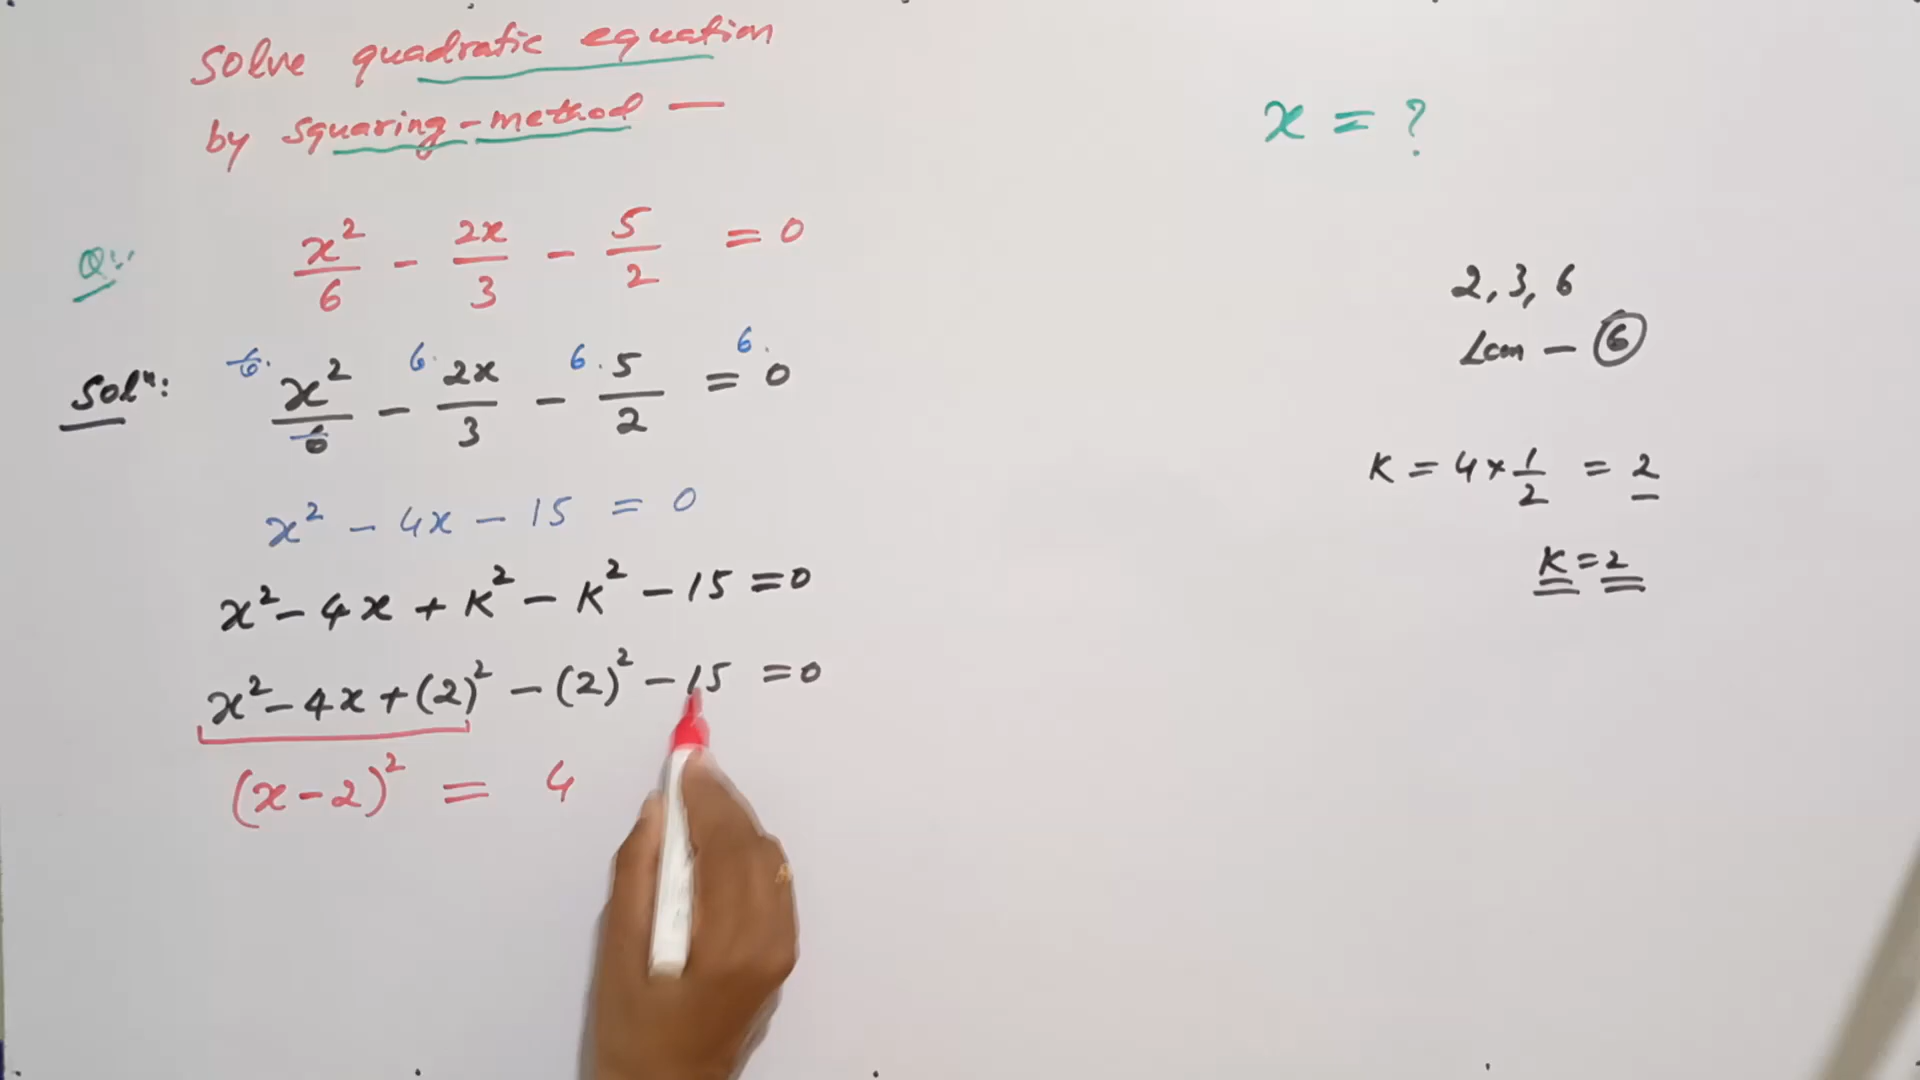 Solve quadratic equation
by squaring-method —
x = ?
Q:- x²/6 - 2x/3 - 5/2 = 0
2, 3, 6
Lcm - 6
Solⁿ: 6·x²/6 - 6·2x/3 - 6·5/2 = 6·0
K = 4 × 1/2 = 2
x² - 4x - 15 = 0
K = 2
x² - 4x + K² - K² - 15 = 0
x² - 4x + (2)² - (2)² - 15 = 0
(x-2)² = 4